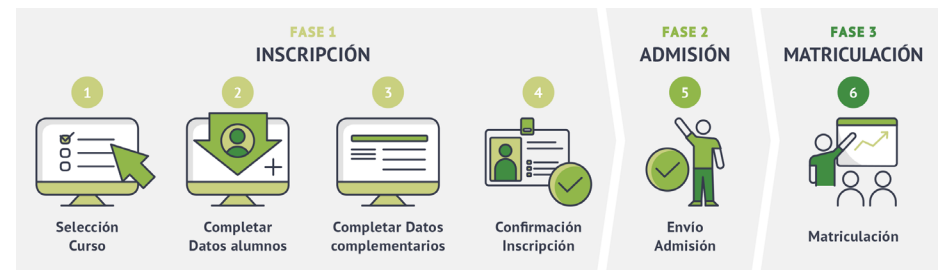 FASE 1
INSCRIPCIÓN
1
2
3
4
Selección
Curso
Completar
Datos alumnos
Completar Datos
complementarios
Confirmación
Inscripción
FASE 2
ADMISIÓN
5
Envío
Admisión
FASE 3
MATRICULACIÓN
6
Matriculación